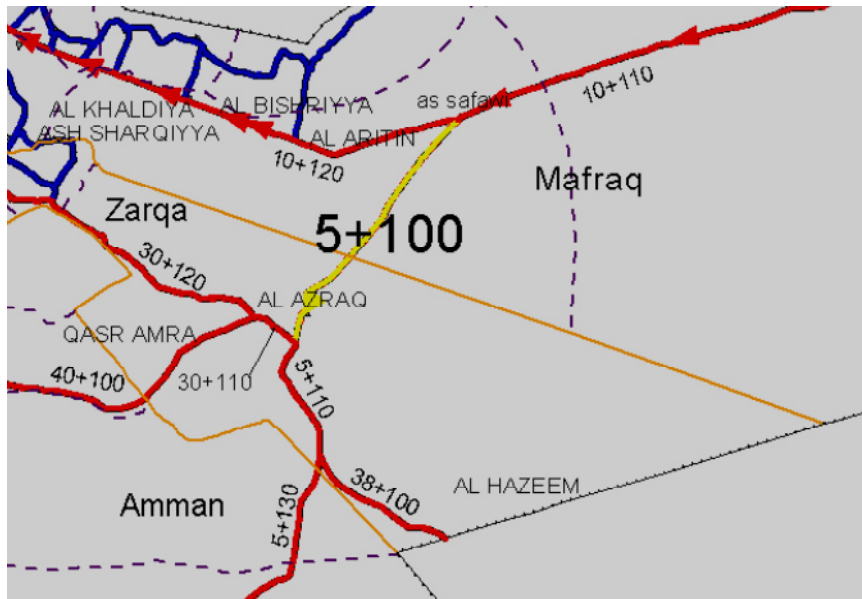 10+110
as safawi
AL KHALDIYA
AL BISHRIYYA
ASH SHARQIYYA
AL ARITIN
10+120
Mafraq
Zarqa
5+100
30+120
AL AZRAQ
QASR AMRA
40+100
30+110
5+110
AL HAZEEM
38+100
Amman
5+130